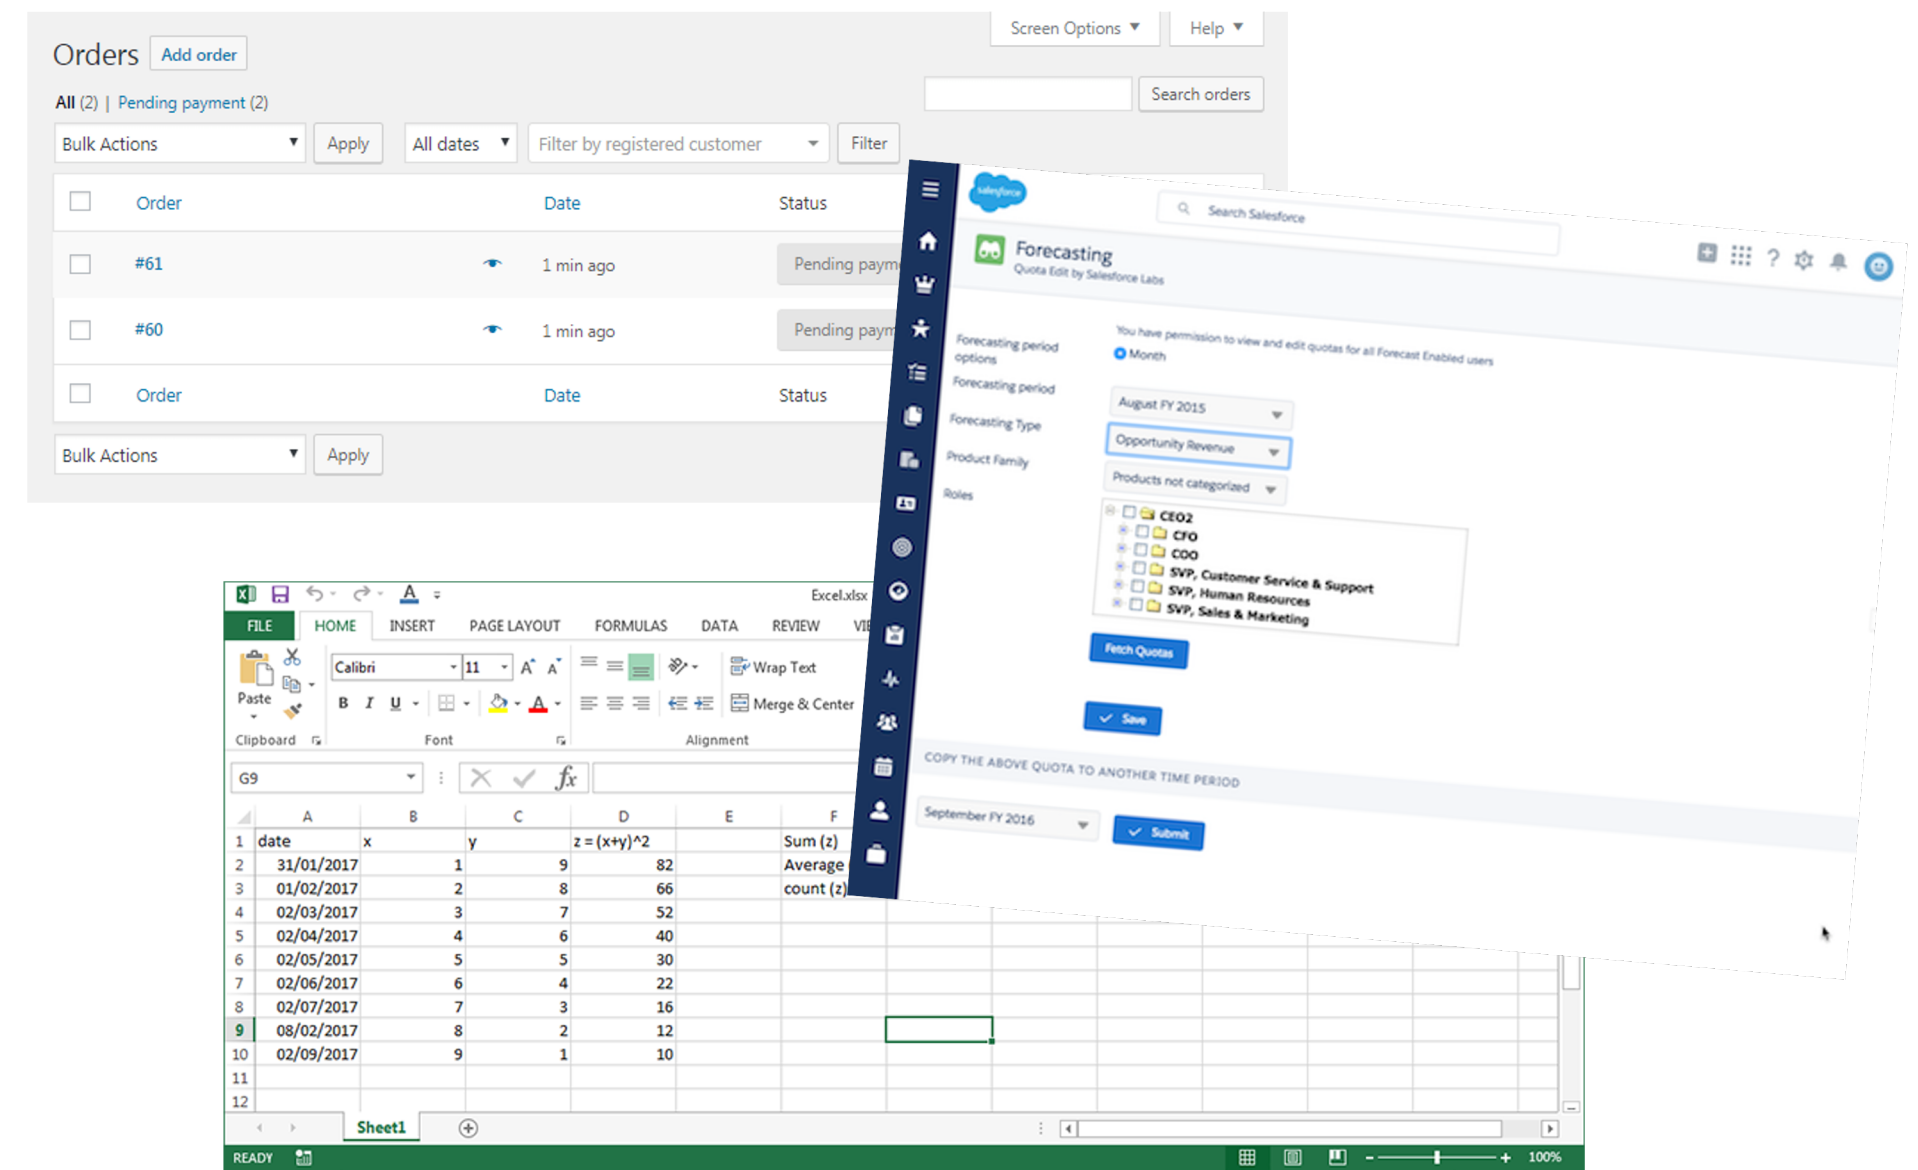 Screen Options ▼ Help ▼
Orders Add order
All (2) | Pending payment (2)
Search orders
Bulk Actions Apply All dates Filter by registered customer Filter
Order Date Status
#61 1 min ago Pending paym
#60 1 min ago Pending paym
Order Date Status
Bulk Actions Apply
salesforce
Search Salesforce
Forecasting
Quota Edit by Salesforce Labs
You have permission to view and edit quotas for all Forecast Enabled users
Forecasting period options
Month
Forecasting period
August FY 2015
Forecasting Type
Opportunity Revenue
Product Family
Products not categorized
Roles
CEO2
CFO
COO
SVP, Customer Service & Support
SVP, Human Resources
SVP, Sales & Marketing
Fetch Quotas
Save
COPY THE ABOVE QUOTA TO ANOTHER TIME PERIOD
September FY 2016
Submit
Excel.xlsx
FILE HOME INSERT PAGE LAYOUT FORMULAS DATA REVIEW VIE
Calibri 11 Wrap Text
Paste B I U A Merge & Center
Clipboard Font Alignment
G9 fx
A B C D E F
1 date x y z = (x+y)^2 Sum (z)
2 31/01/2017 1 9 82 Average
3 01/02/2017 2 8 66 count (z)
4 02/03/2017 3 7 52
5 02/04/2017 4 6 40
6 02/05/2017 5 5 30
7 02/06/2017 6 4 22
8 02/07/2017 7 3 16
9 08/02/2017 8 2 12
10 02/09/2017 9 1 10
11
12
Sheet1
READY 100%